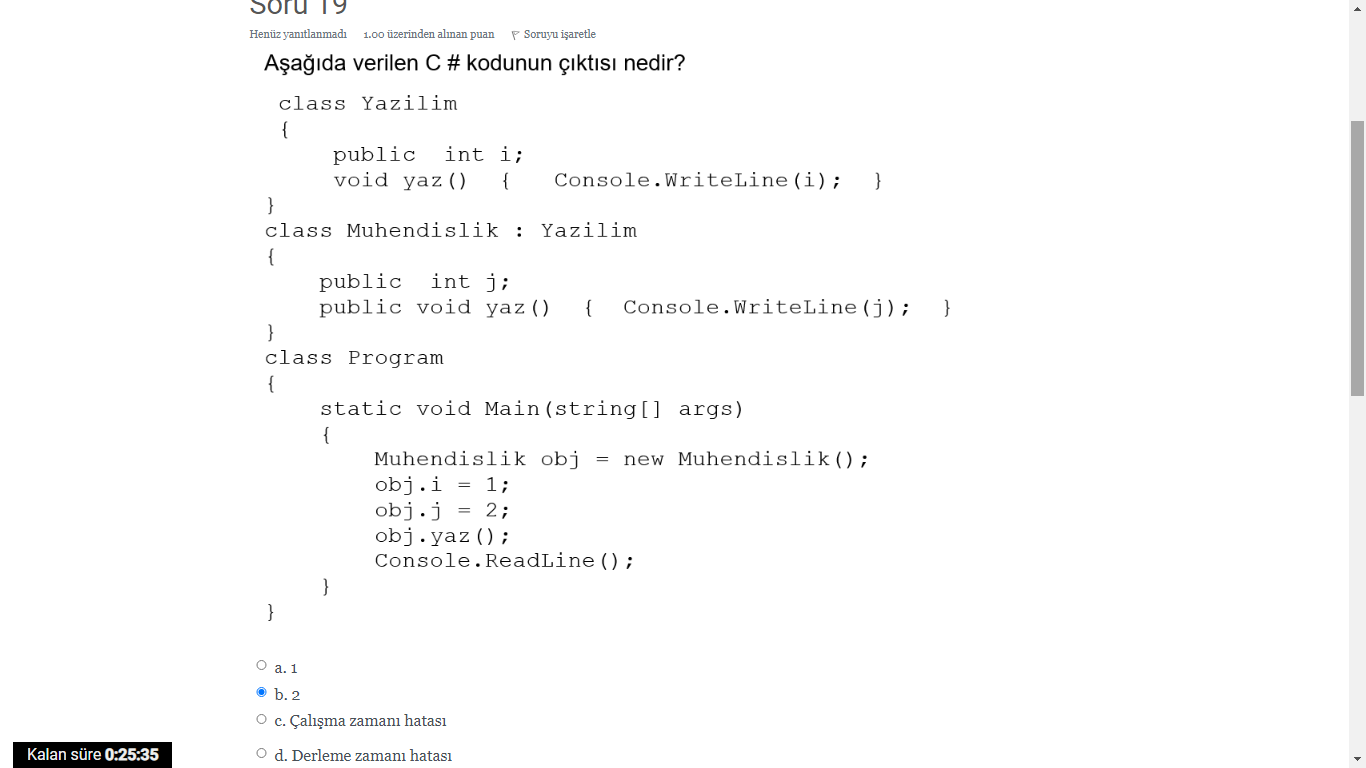 Soru 19
Henüz yanıtlanmadı 1.00 üzerinden alınan puan Soruyu işaretle
Aşağıda verilen C # kodunun çıktısı nedir?
class Yazilim
{
public int i;
void yaz() { Console.WriteLine(i); }
}
class Muhendislik : Yazilim
{
public int j;
public void yaz() { Console.WriteLine(j); }
}
class Program
{
static void Main(string[] args)
{
Muhendislik obj = new Muhendislik();
obj.i = 1;
obj.j = 2;
obj.yaz();
Console.ReadLine();
}
}
a. 1
b. 2
c. Çalışma zamanı hatası
d. Derleme zamanı hatası
Kalan süre 0:25:35